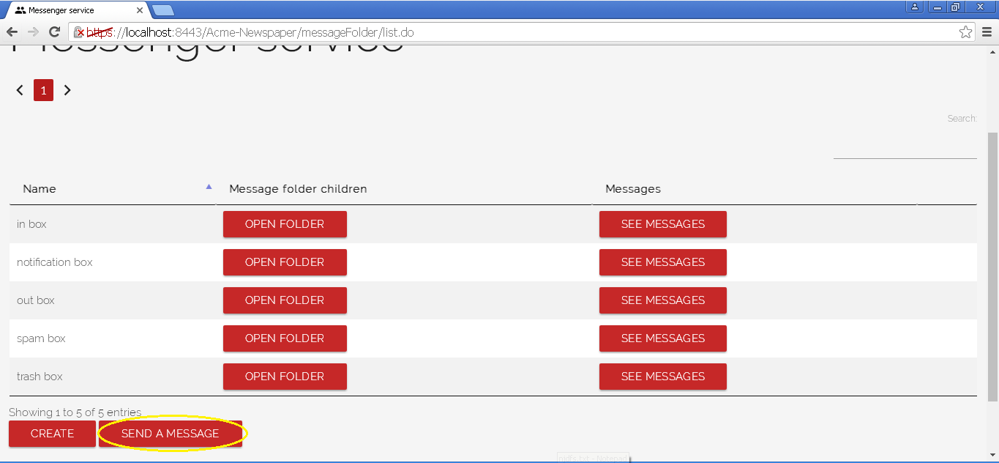 Messenger service
https://localhost:8443/Acme-Newspaper/messageFolder/list.do
Messenger service
1
Search:
Name Message folder children Messages
in box OPEN FOLDER SEE MESSAGES
notification box OPEN FOLDER SEE MESSAGES
out box OPEN FOLDER SEE MESSAGES
spam box OPEN FOLDER SEE MESSAGES
trash box OPEN FOLDER SEE MESSAGES
Showing 1 to 5 of 5 entries
CREATE SEND A MESSAGE